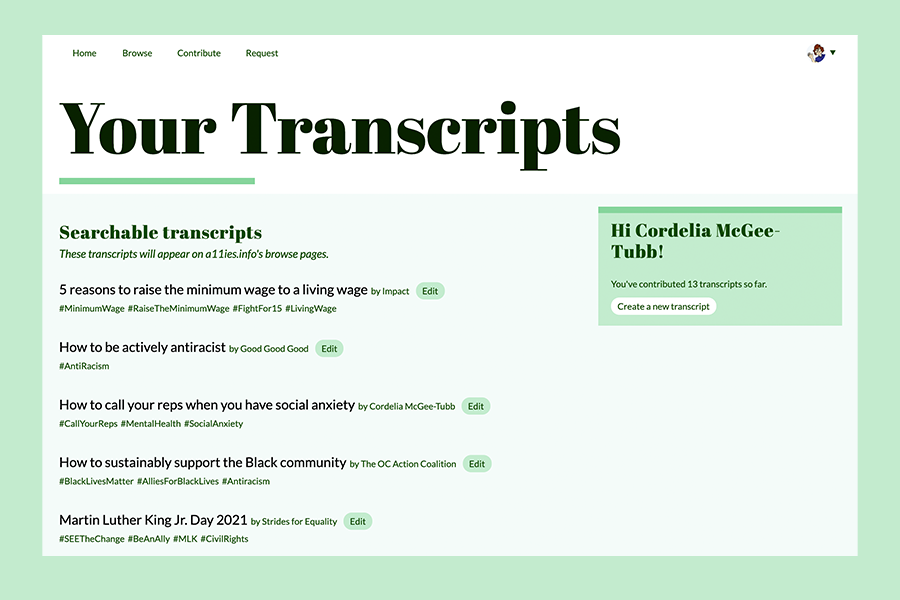 Home Browse Contribute Request
Your Transcripts
Searchable transcripts
These transcripts will appear on a11ies.info's browse pages.
5 reasons to raise the minimum wage to a living wage by Impact Edit
#MinimumWage #RaiseTheMinimumWage #FightFor15 #LivingWage
How to be actively antiracist by Good Good Good Edit
#AntiRacism
How to call your reps when you have social anxiety by Cordelia McGee-Tubb Edit
#CallYourReps #MentalHealth #SocialAnxiety
How to sustainably support the Black community by The OC Action Coalition Edit
#BlackLivesMatter #AlliesForBlackLives #Antiracism
Martin Luther King Jr. Day 2021 by Strides for Equality Edit
#SEETheChange #BeAnAlly #MLK #CivilRights
Hi Cordelia McGee-
Tubb!
You've contributed 13 transcripts so far.
Create a new transcript